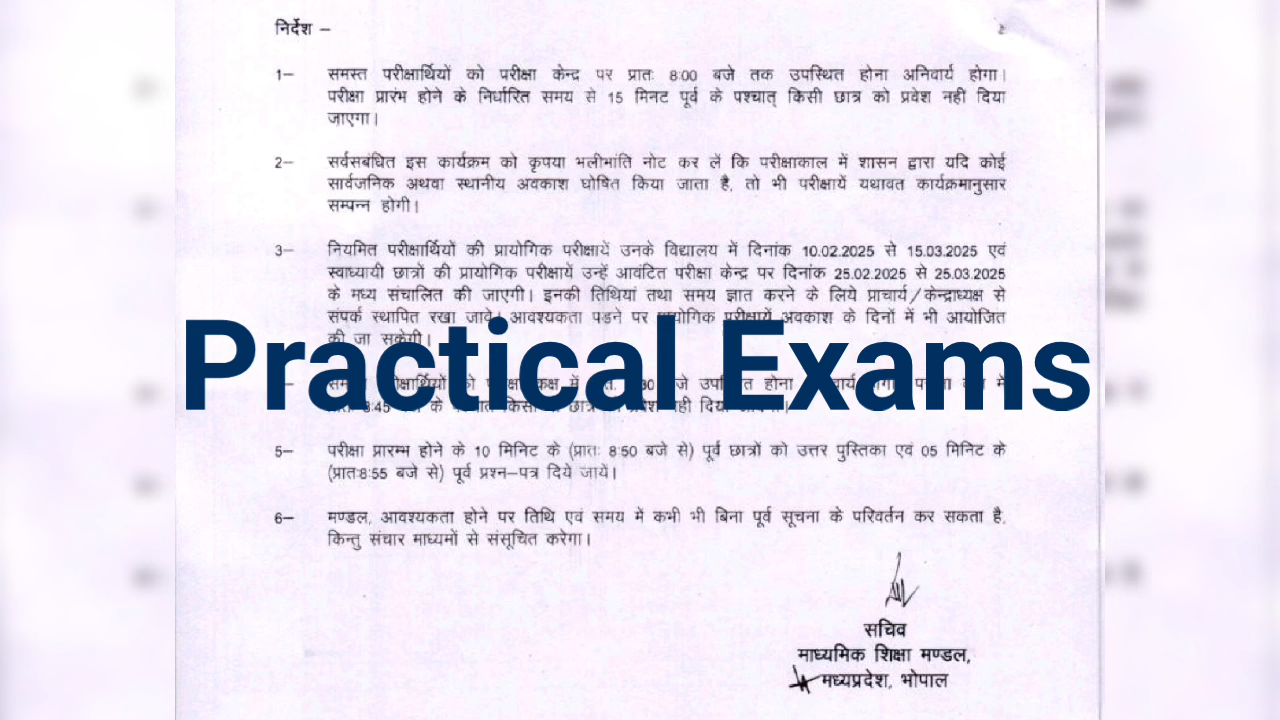 निर्देश –
1– समस्त परीक्षार्थियों को परीक्षा केन्द्र पर प्रातः 8:00 बजे तक उपस्थित होना अनिवार्य होगा।
परीक्षा प्रारंभ होने के निर्धारित समय से 15 मिनट पूर्व के पश्चात् किसी छात्र को प्रवेश नही दिया
जाएगा।
2– सर्वसबंधित इस कार्यक्रम को कृपया भलीभांति नोट कर लें कि परीक्षाकाल में शासन द्वारा यदि कोई
सार्वजनिक अथवा स्थानीय अवकाश घोषित किया जाता है, तो भी परीक्षायें यथावत कार्यक्रमानुसार
सम्पन्न होगी।
3– नियमित परीक्षार्थियों की प्रायोगिक परीक्षायें उनके विद्यालय में दिनांक 10.02.2025 से 15.03.2025 एवं
स्वाध्यायी छात्रों की प्रायोगिक परीक्षायें उन्हें आवंटित परीक्षा केन्द्र पर दिनांक 25.02.2025 से 25.03.2025
के मध्य संचालित की जाएगी। इनकी तिथियां तथा समय ज्ञात करने के लिये प्राचार्य/केन्द्राध्यक्ष से
संपर्क स्थापित रखा जावे। आवश्यकता पडने पर प्रायोगिक परीक्षायें अवकाश के दिनों में भी आयोजित
की जा सकेगी।
Practical Exams
को में बजे होना में
8:45 के किसी छात्र नही
5– परीक्षा प्रारम्भ होने के 10 मिनिट के (प्रातः 8:50 बजे से) पूर्व छात्रों को उत्तर पुस्तिका एवं 05 मिनिट के
(प्रातः8:55 बजे से) पूर्व प्रश्न–पत्र दिये जायें।
6– मण्डल, आवश्यकता होने पर तिथि एवं समय में कभी भी बिना पूर्व सूचना के परिवर्तन कर सकता है,
किन्तु संचार माध्यमों से संसूचित करेगा।
सचिव
माध्यमिक शिक्षा मण्डल,
मध्यप्रदेश, भोपाल